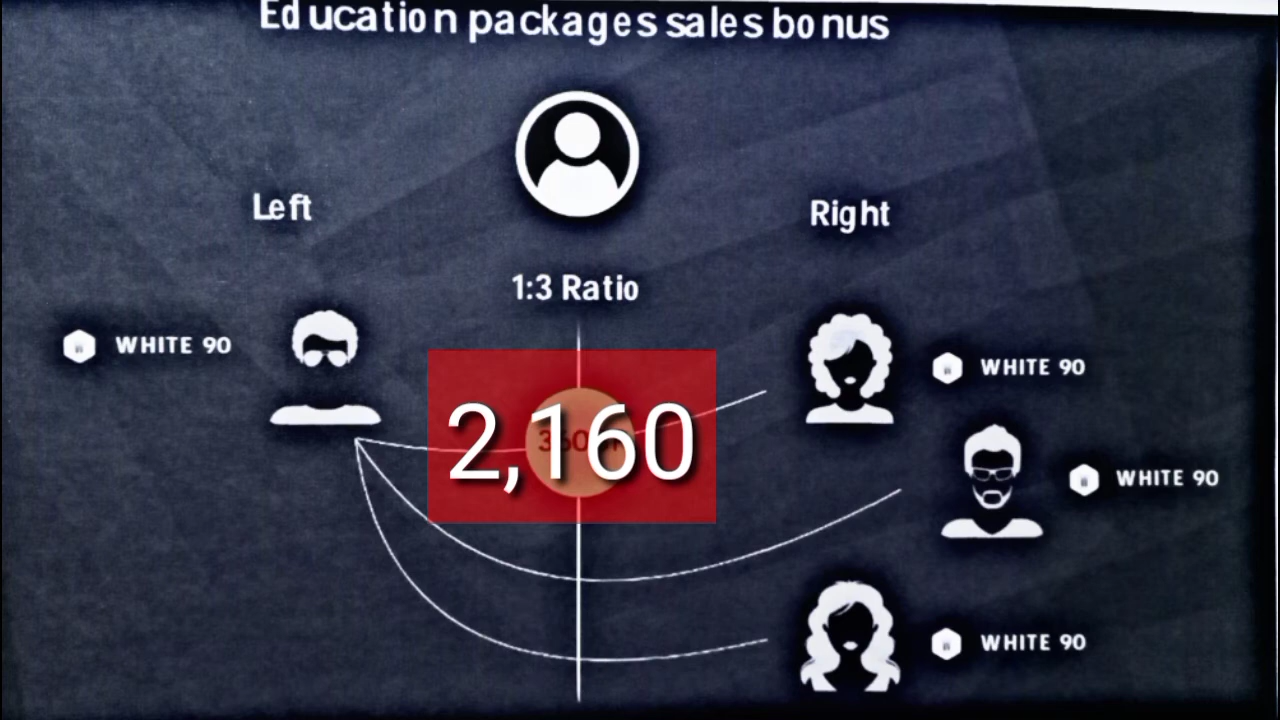 Education packages sales bonus
Left
Right
1:3 Ratio
WHITE 90
WHITE 90
2,160
WHITE 90
WHITE 90